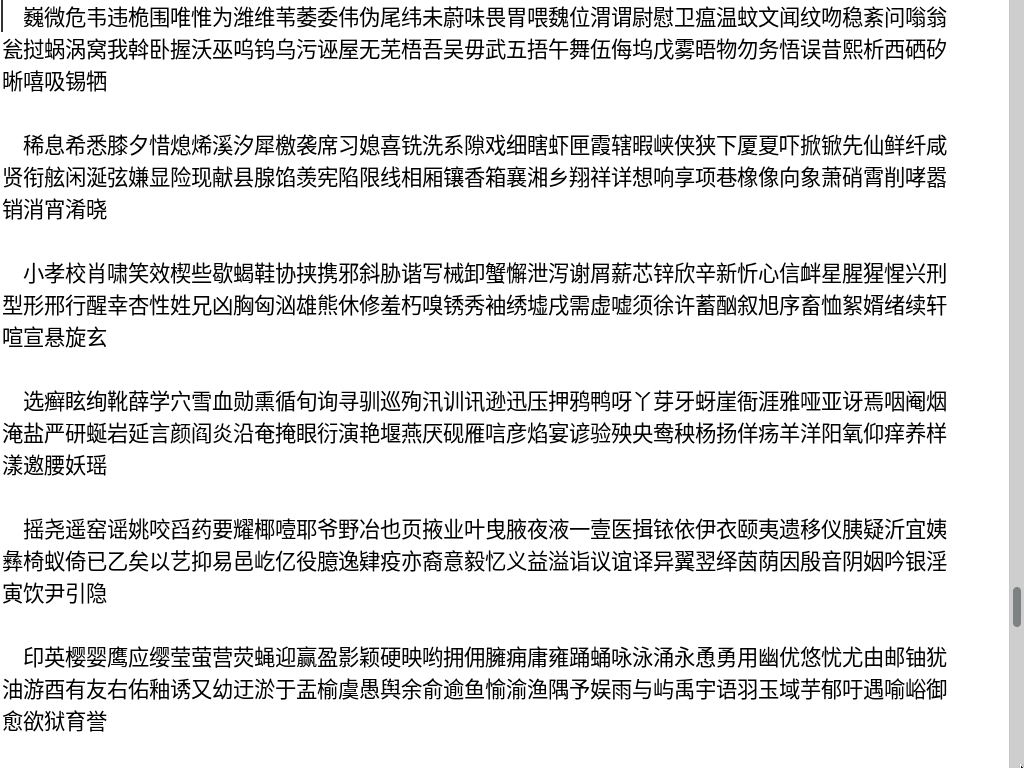 巍微危韦违桅围唯惟为潍维苇萎委伟伪尾纬未蔚味畏胃喂魏位渭谓尉慰卫瘟温蚊文闻纹吻稳紊问嗡翁
瓮挝蜗涡窝我斡卧握沃巫呜钨乌污诬屋无芜梧吾吴毋武五捂午舞伍侮坞戊雾晤物勿务悟误昔熙析西硒矽
晰嘻吸锡牺
稀息希悉膝夕惜熄烯溪汐犀檄袭席习媳喜铣洗系隙戏细瞎虾匣霞辖暇峡侠狭下厦夏吓掀锨先仙鲜纤咸
贤衔舷闲涎弦嫌显险现献县腺馅羡宪陷限线相厢镶香箱襄湘乡翔祥详想响享项巷橡像向象萧硝霄削哮嚣
销消宵淆晓
小孝校肖啸笑效楔些歇蝎鞋协挟携邪斜胁谐写械卸蟹懈泄泻谢屑薪芯锌欣辛新忻心信衅星腥猩惺兴刑
型形邢行醒幸杏性姓兄凶胸匈汹雄熊休修羞朽嗅锈秀袖绣墟戌需虚嘘须徐许蓄酗叙旭序畜恤絮婿绪续轩
喧宣悬旋玄
选癣眩绚靴薛学穴雪血勋熏循旬询寻驯巡殉汛训讯逊迅压押鸦鸭呀丫芽牙蚜崖衙涯雅哑亚讶焉咽阉烟
淹盐严研蜒岩延言颜阎炎沿奄掩眼衍演艳堰燕厌砚雁唁彦焰宴谚验殃央鸯秧杨扬佯疡羊洋阳氧仰痒养样
漾邀腰妖瑶
摇尧遥窑谣姚咬舀药要耀椰噎耶爷野冶也页掖业叶曳腋夜液一壹医揖铱依伊衣颐夷遗移仪胰疑沂宜姨
彝椅蚁倚已乙矣以艺抑易邑屹亿役臆逸肄疫亦裔意毅忆义益溢诣议谊译异翼翌绎茵荫因殷音阴姻吟银淫
寅饮尹引隐
印英樱婴鹰应缨莹萤营荧蝇迎赢盈影颖硬映哟拥佣臃痈庸雍踊蛹咏泳涌永恿勇用幽优悠忧尤由邮铀犹
油游酉有友右佑釉诱又幼迂淤于盂榆虞愚舆余俞逾鱼愉渝渔隅予娱雨与屿禹宇语羽玉域芋郁吁遇喻峪御
愈欲狱育誉